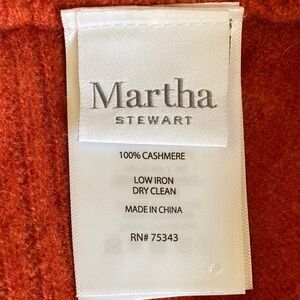 Martha
STEWART
100% CASHMERE
LOW IRON
DRY CLEAN
MADE IN CHINA
RN# 75343